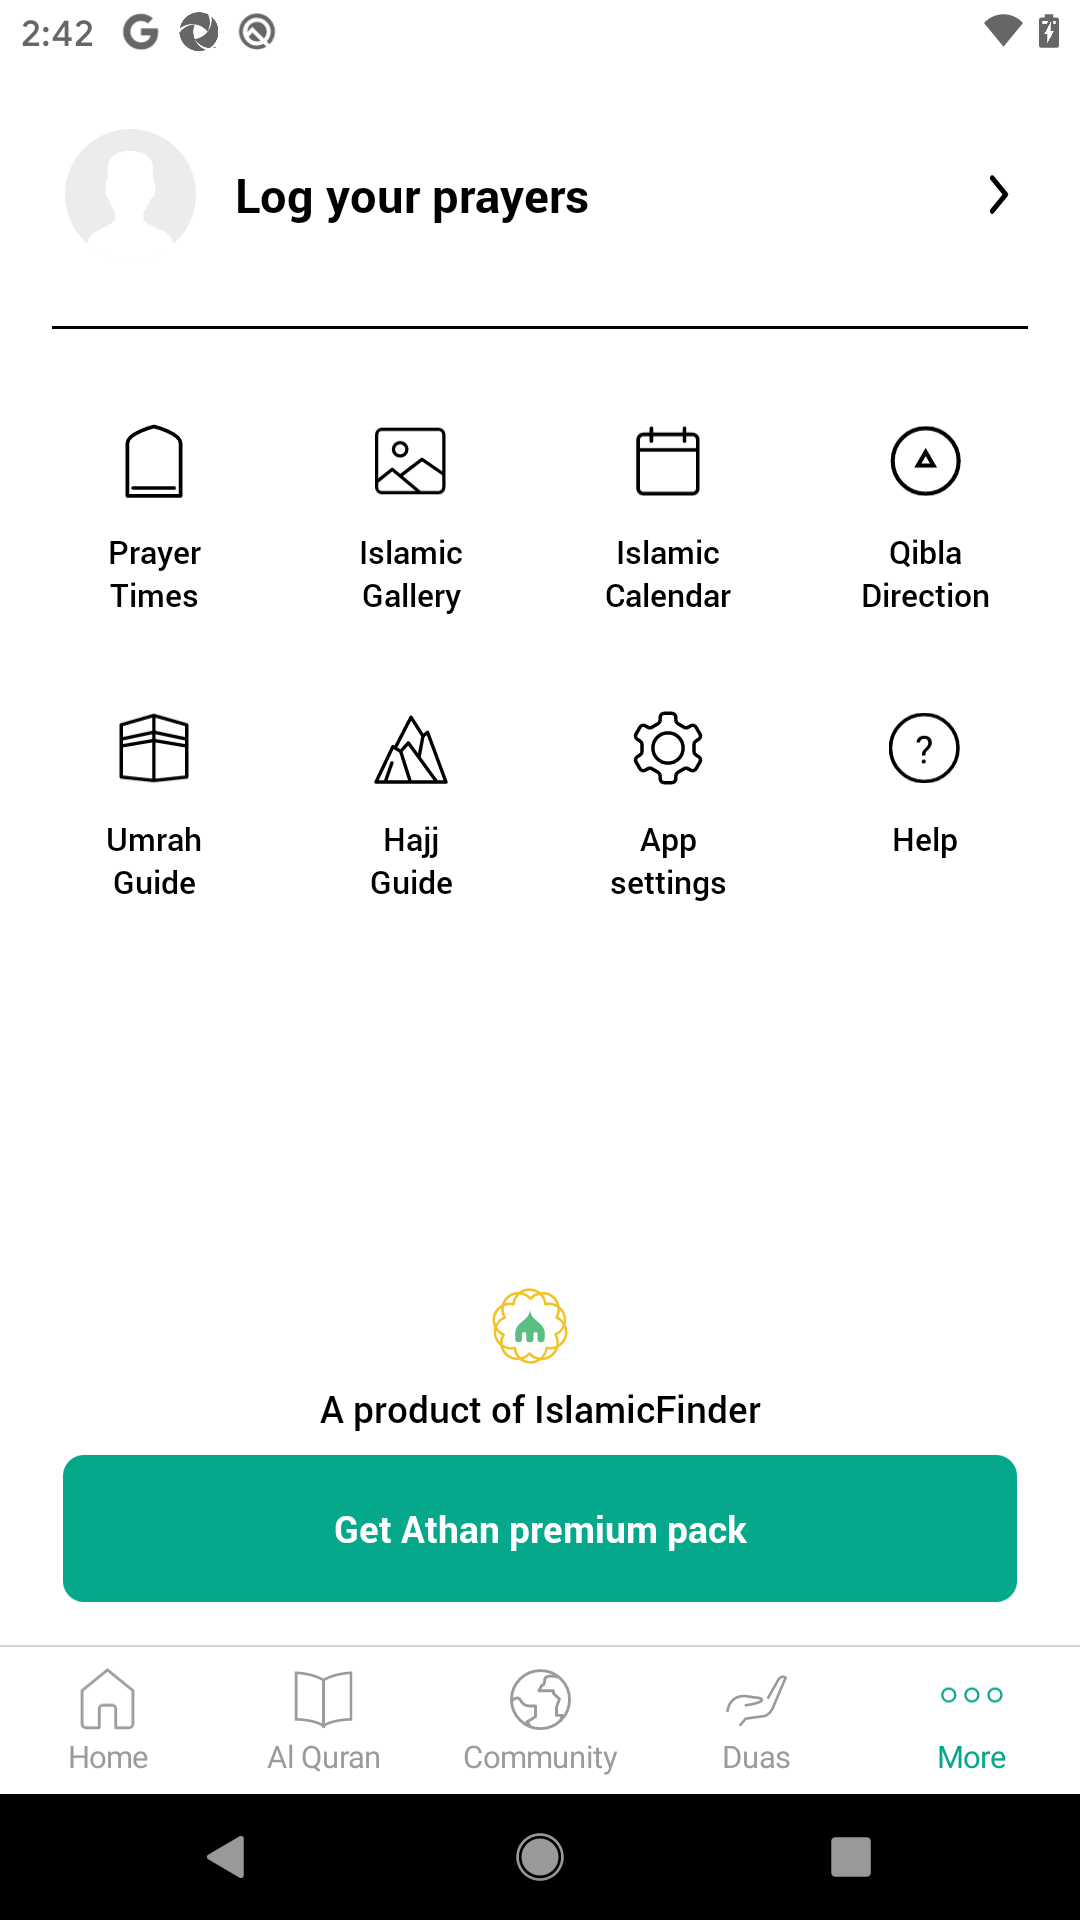 2:42
Log your prayers
Prayer
Times
Islamic
Gallery
Islamic
Calendar
Qibla
Direction
Umrah
Guide
Hajj
Guide
App
settings
?
Help
A product of IslamicFinder
Get Athan premium pack
Home
Al Quran
Community
Duas
More